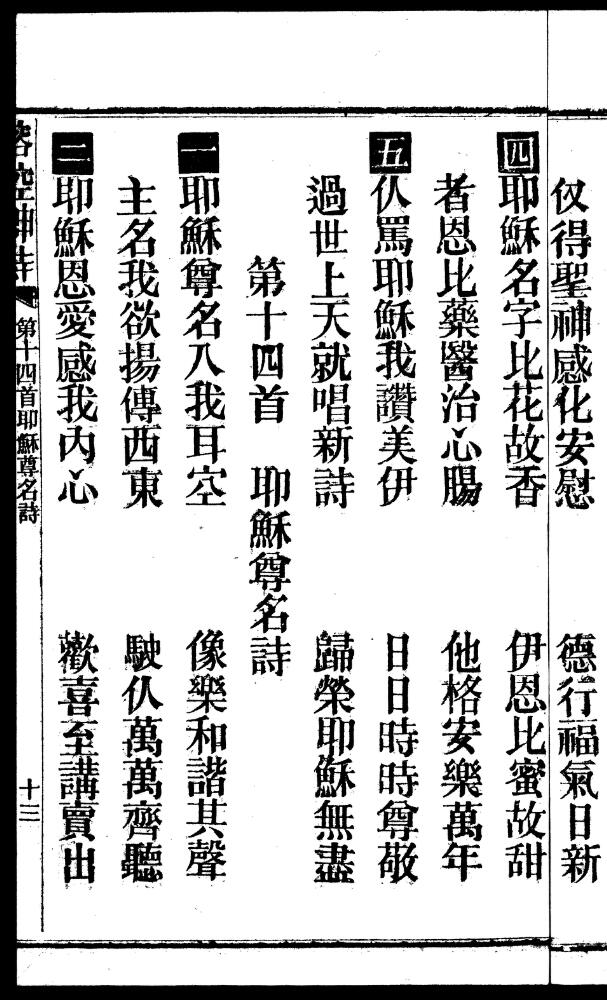 仅得聖神感化安慰　德行福氣日新
四 耶穌名字比花故香　伊恩比蜜故甜
者恩比藥醫治心腸　他格安樂萬年
五 仈罵耶穌我讚美伊　日日時時尊敬
過世上天就唱新詩　歸榮耶穌無盡
第十四首　耶穌尊名詩
一 耶穌尊名入我耳空　像樂和諧其聲
主名我欲揚傳西東　駛仈萬萬齊聽
二 耶穌恩愛感我內心　歡喜至講賣出
榕空神詩
第十四首耶穌尊名詩
十三